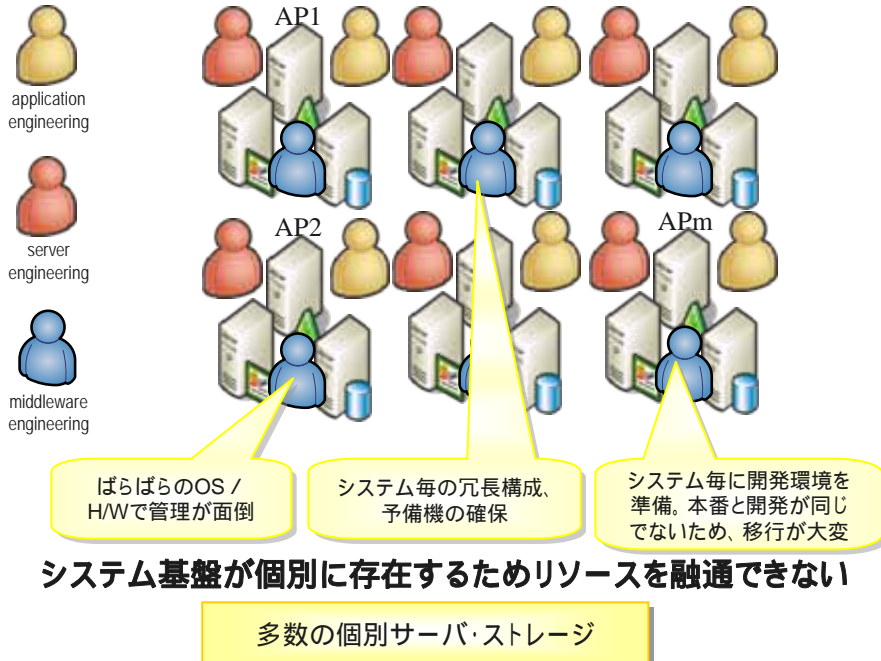 AP1
application
engineering
server
engineering
AP2
APm
middleware
engineering
ばらばらのOS /
H/Wで管理が面倒
システム毎の冗長構成、
予備機の確保
システム毎に開発環境を
準備。本番と開発が同じ
でないため、移行が大変
システム基盤が個別に存在するためリソースを融通できない
多数の個別サーバ・ストレージ